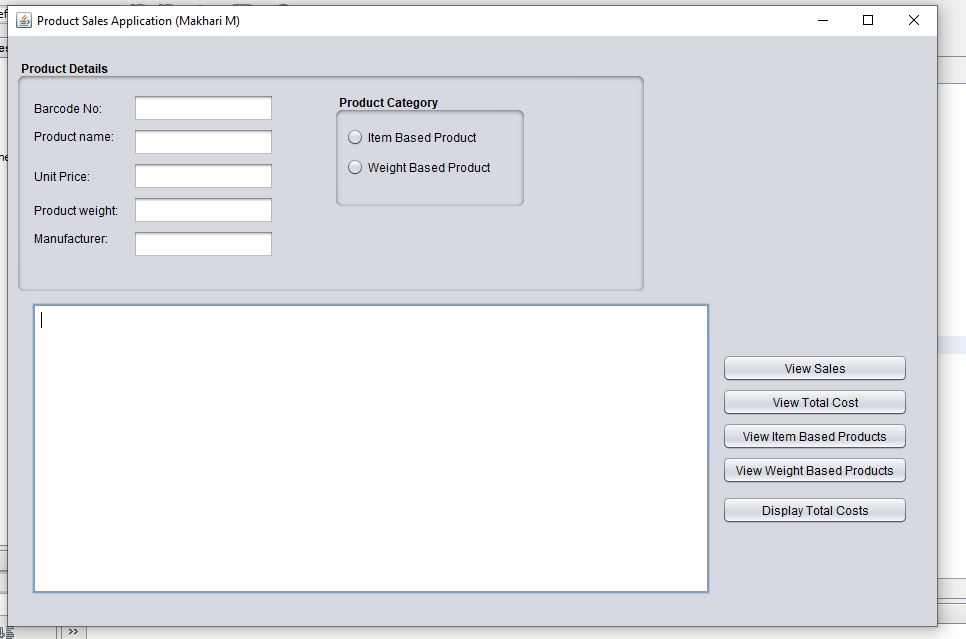 Product Sales Application (Makhari M)
Product Details
Barcode No:
Product name:
Unit Price:
Product weight:
Manufacturer:
Product Category
Item Based Product
Weight Based Product
View Sales
View Total Cost
View Item Based Products
View Weight Based Products
Display Total Costs
>>